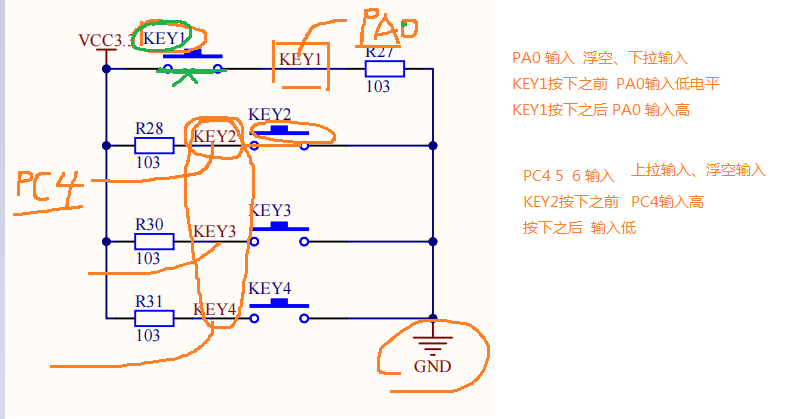 VCC3.3
KEY1
KEY1
PA0
R27
103
R28
103
KEY2
KEY2
PC4
R30
103
KEY3
KEY3
R31
103
KEY4
KEY4
GND
PA0 输入 浮空、下拉输入
KEY1按下之前 PA0输入低电平
KEY1按下之后 PA0 输入高
PC4 5 6 输入 上拉输入、浮空输入
KEY2按下之前 PC4输入高
按下之后 输入低